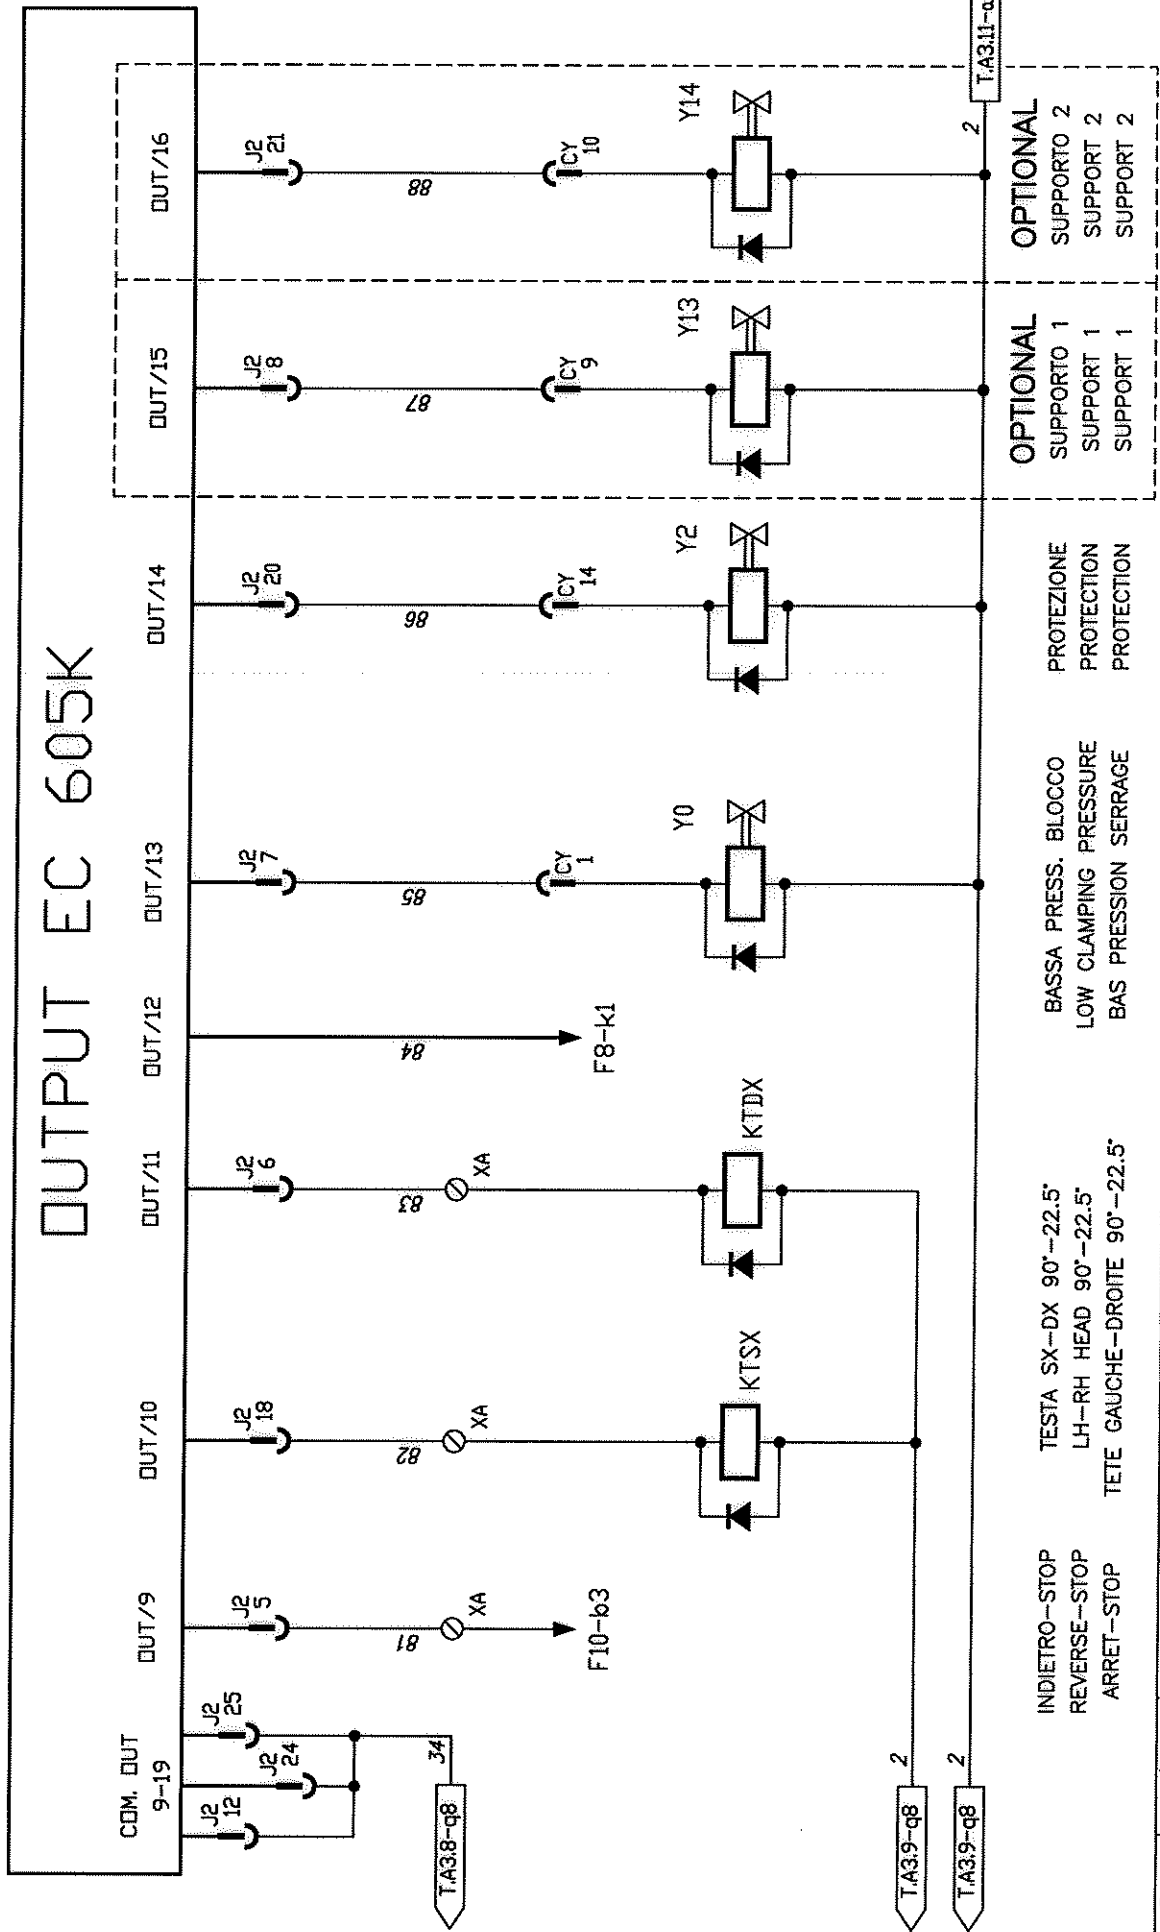 OUTPUT EC 605K
COM. OUT
9-19
OUT/9
OUT/10
OUT/11
OUT/12
OUT/13
OUT/14
OUT/15
OUT/16
J2
12
J2
24
J2
25
J2
5
J2
18
J2
6
J2
7
J2
20
J2
8
J2
21
34
81
82
83
84
85
86
87
88
T.A3.8-q8
XA
XA
XA
CY
1
CY
14
CY
9
CY
10
F10-b3
F8-k1
KTSX
KTDX
Y0
Y2
Y13
Y14
T.A3.9-q8
2
T.A3.9-q8
2
2
INDIETRO-STOP
REVERSE-STOP
ARRET-STOP
TESTA SX-DX 90°-22.5°
LH-RH HEAD 90°-22.5°
TETE GAUCHE-DROITE 90°-22.5°
BASSA PRESS. BLOCCO
LOW CLAMPING PRESSURE
BAS PRESSION SERRAGE
PROTEZIONE
PROTECTION
PROTECTION
OPTIONAL
SUPPORTO 1
SUPPORT 1
SUPPORT 1
OPTIONAL
SUPPORTO 2
SUPPORT 2
SUPPORT 2